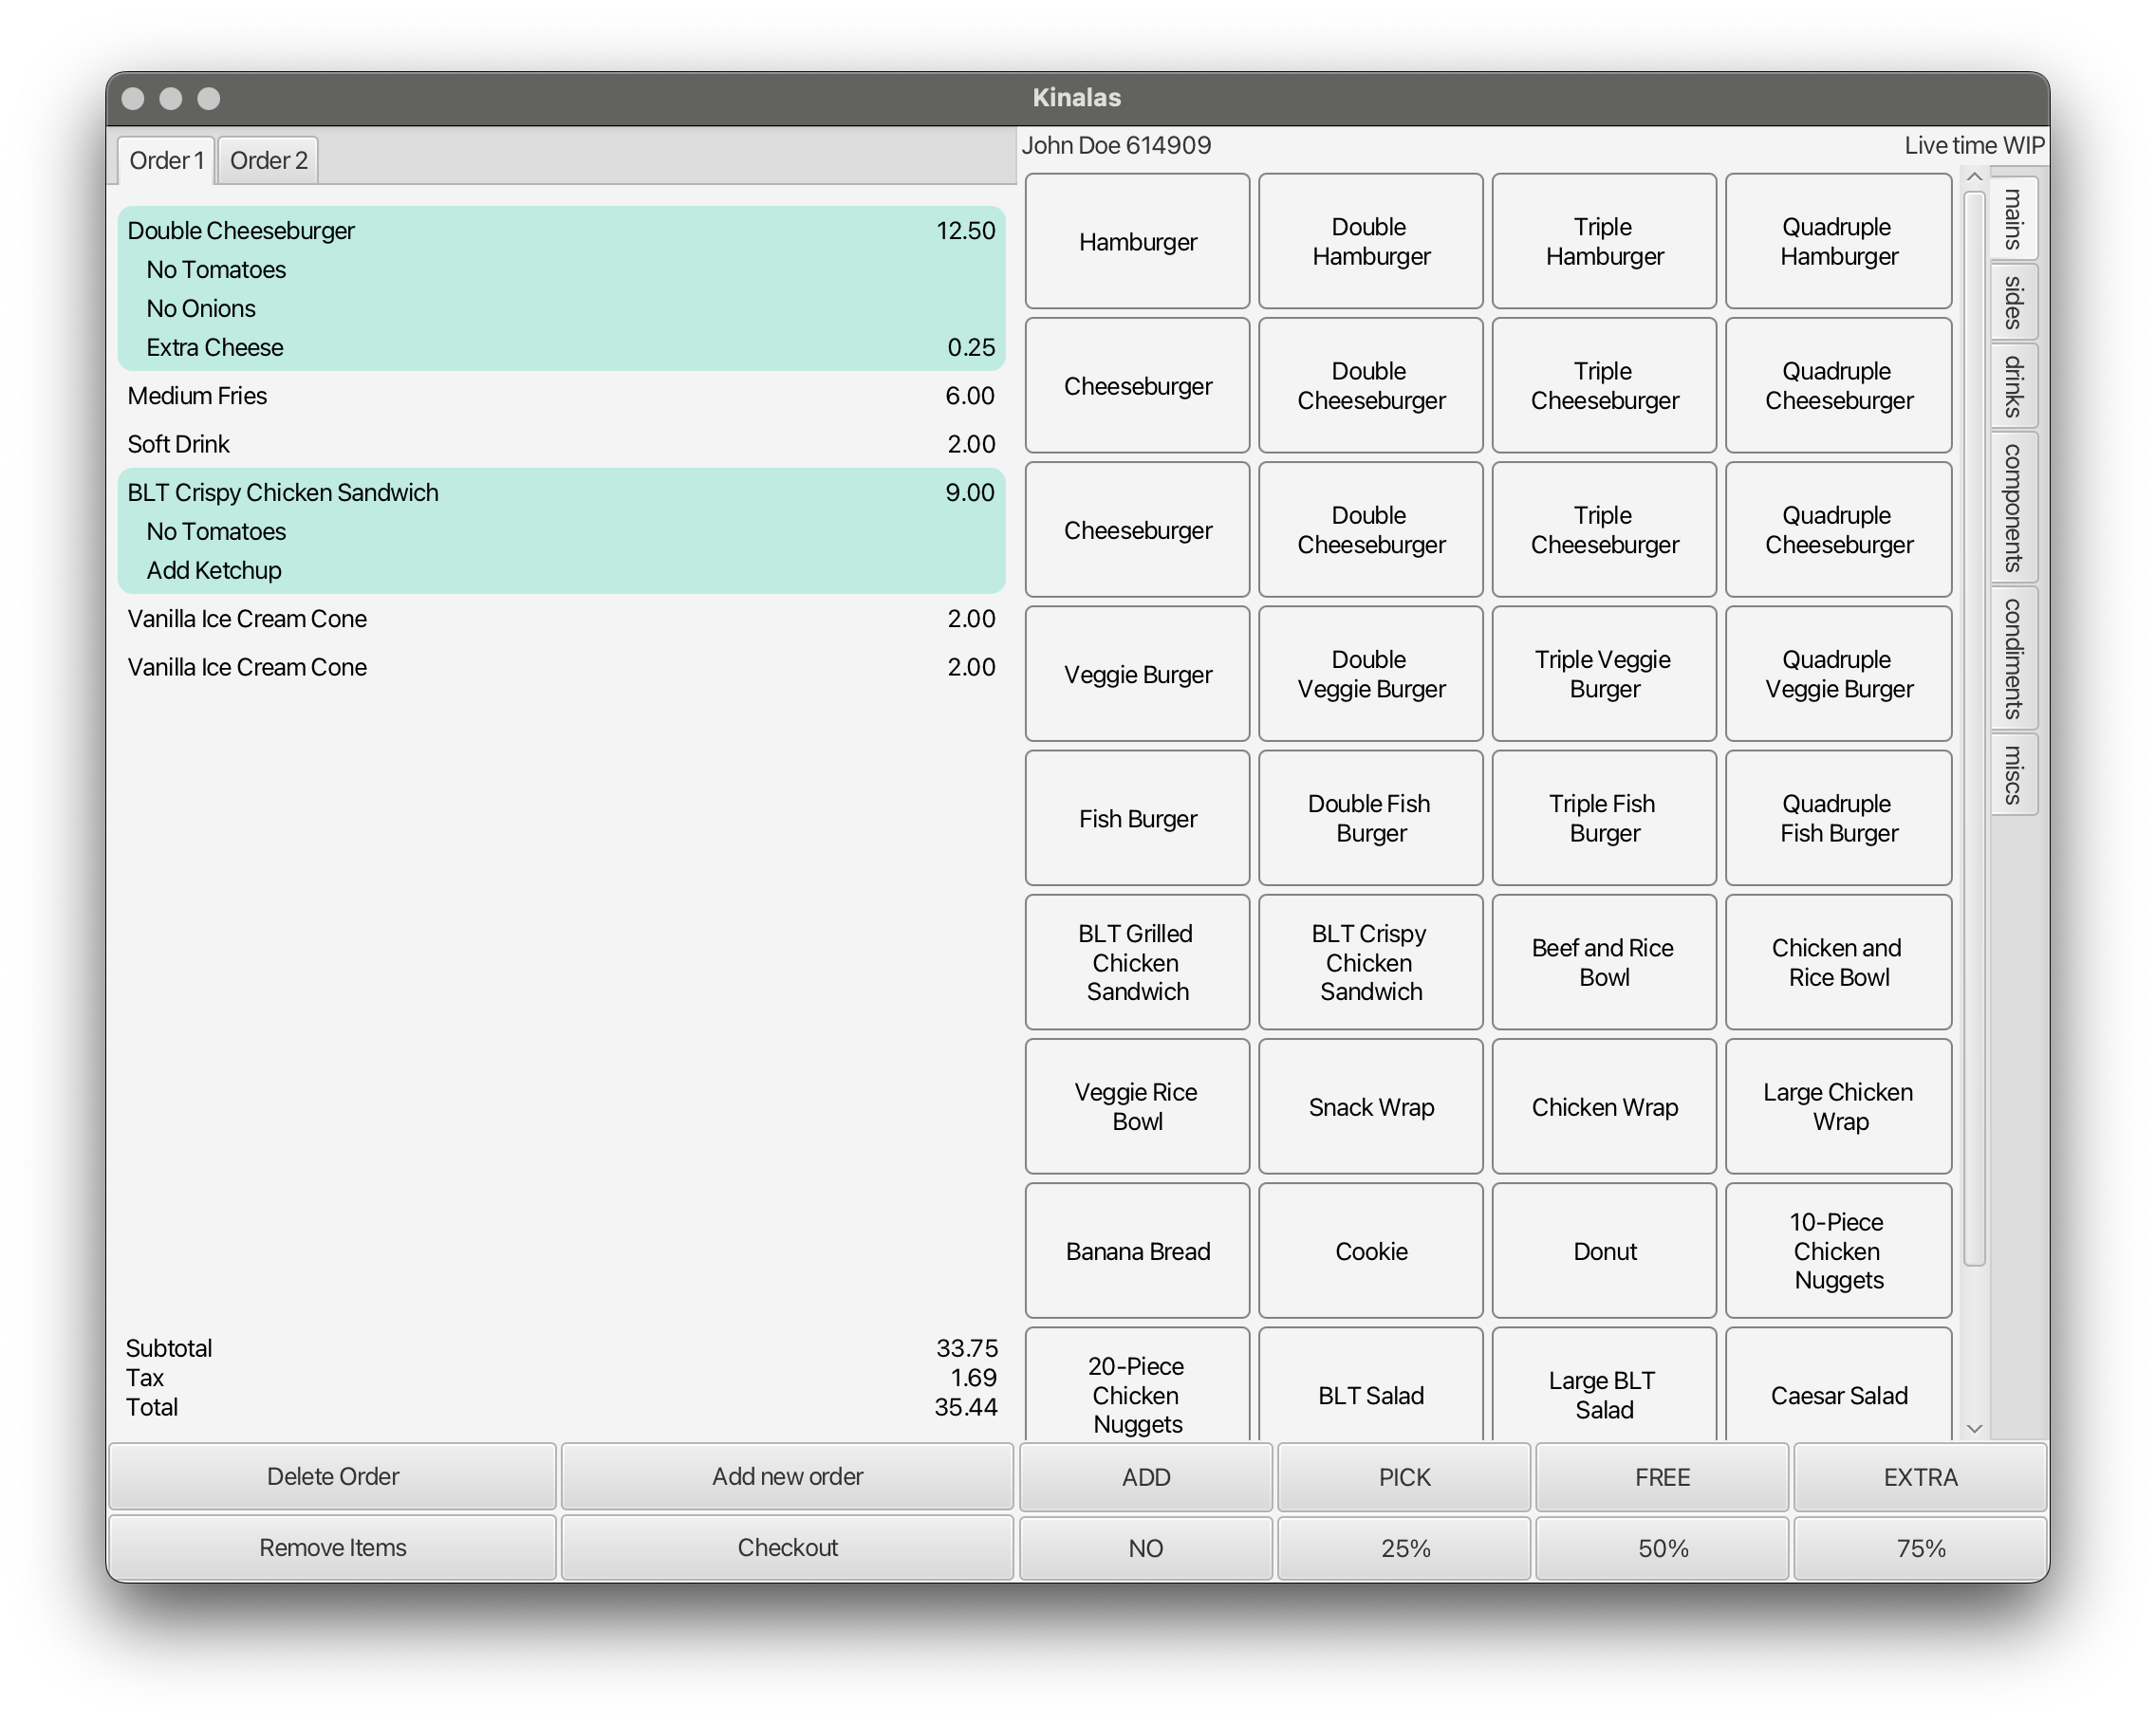 Kinalas
Order 1
Order 2
Double Cheeseburger 12.50
No Tomatoes
No Onions
Extra Cheese 0.25
Medium Fries 6.00
Soft Drink 2.00
BLT Crispy Chicken Sandwich 9.00
No Tomatoes
Add Ketchup
Vanilla Ice Cream Cone 2.00
Vanilla Ice Cream Cone 2.00
Subtotal 33.75
Tax 1.69
Total 35.44
Delete Order
Add new order
Remove Items
Checkout
John Doe 614909
Live time WIP
Hamburger
Double
Hamburger
Triple
Hamburger
Quadruple
Hamburger
Cheeseburger
Double
Cheeseburger
Triple
Cheeseburger
Quadruple
Cheeseburger
Cheeseburger
Double
Cheeseburger
Triple
Cheeseburger
Quadruple
Cheeseburger
Veggie Burger
Double
Veggie Burger
Triple Veggie
Burger
Quadruple
Veggie Burger
Fish Burger
Double Fish
Burger
Triple Fish
Burger
Quadruple
Fish Burger
BLT Grilled
Chicken
Sandwich
BLT Crispy
Chicken
Sandwich
Beef and Rice
Bowl
Chicken and
Rice Bowl
Veggie Rice
Bowl
Snack Wrap
Chicken Wrap
Large Chicken
Wrap
Banana Bread
Cookie
Donut
10-Piece
Chicken
Nuggets
20-Piece
Chicken
Nuggets
BLT Salad
Large BLT
Salad
Caesar Salad
mains
sides
drinks
components
condiments
miscs
ADD
PICK
FREE
EXTRA
NO
25%
50%
75%